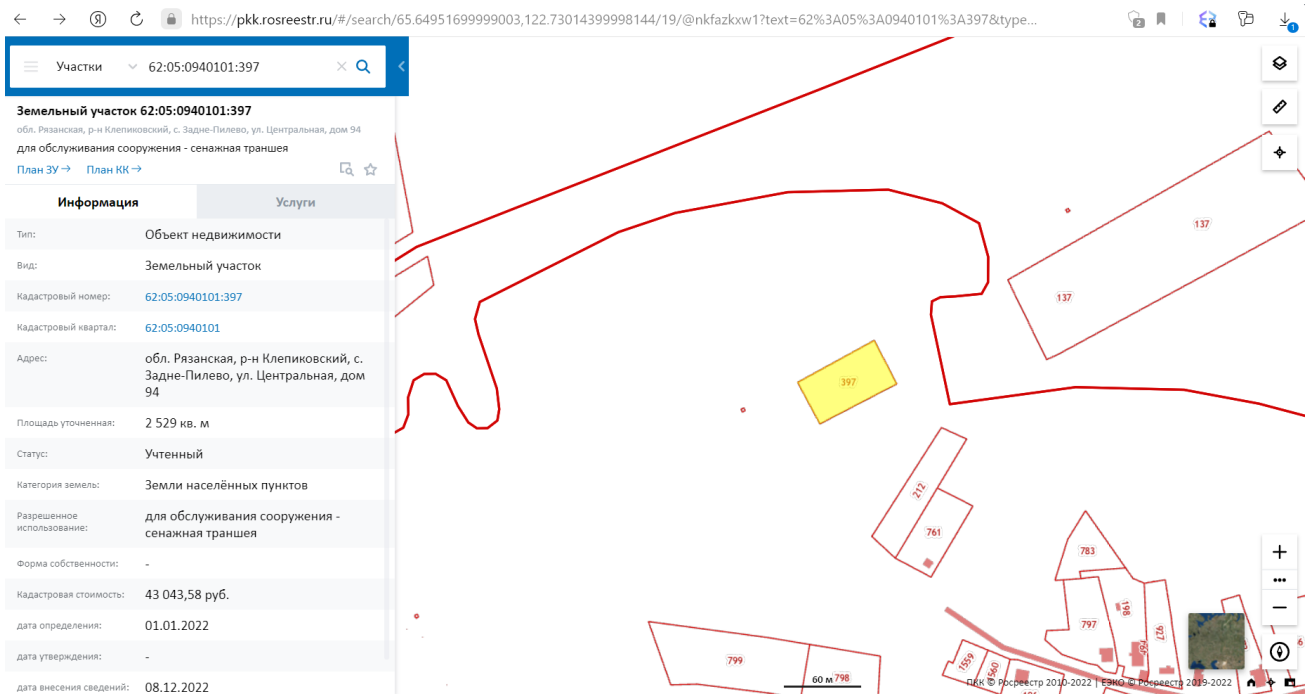 https://pkk.rosreestr.ru/#/search/65.64951699999003,122.73014399998144/19/@nkfazkxw1?text=62%3A05%3A0940101%3A397&type...
2
1
Участки
62:05:0940101:397
Земельный участок 62:05:0940101:397
обл. Рязанская, р-н Клепиковский, с. Задне-Пилево, ул. Центральная, дом 94
для обслуживания сооружения - сенажная траншея
План ЗУ →
План КК →
Информация
Услуги
Тип:
Объект недвижимости
Вид:
Земельный участок
Кадастровый номер:
62:05:0940101:397
Кадастровый квартал:
62:05:0940101
Адрес:
обл. Рязанская, р-н Клепиковский, с.
Задне-Пилево, ул. Центральная, дом
94
Площадь уточненная:
2 529 кв. м
Статус:
Учтенный
Категория земель:
Земли населённых пунктов
Разрешенное
использование:
для обслуживания сооружения -
сенажная траншея
Форма собственности:
-
Кадастровая стоимость:
43 043,58 руб.
дата определения:
01.01.2022
дата утверждения:
-
дата внесения сведений:
08.12.2022
137
137
397
212
761
783
198
797
927
799
798
1559
1560
60 м
ПКК © Росреестр 2010-2022 | ЕЭКО © Росреестр 2019-2022